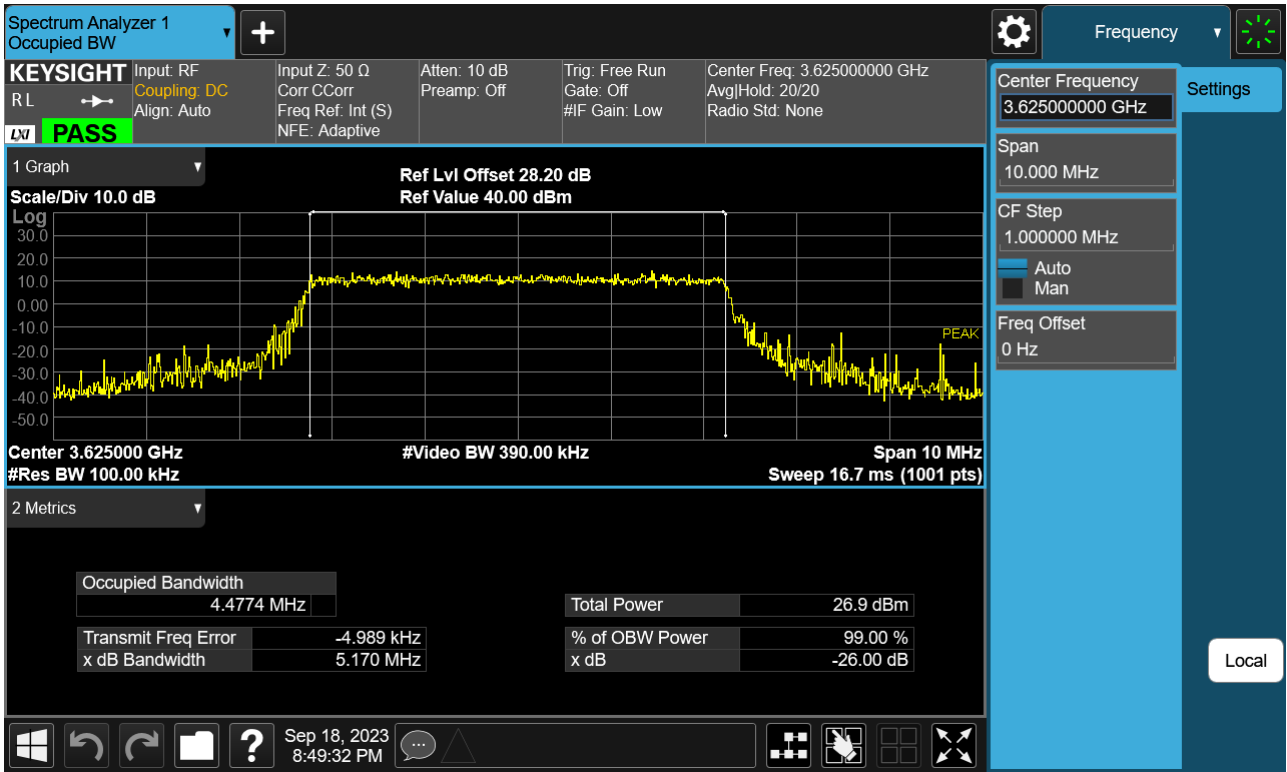 Spectrum Analyzer 1
Occupied BW
+
Frequency
KEYSIGHT
R L
LXI
PASS
Input: RF
Coupling: DC
Align: Auto
Input Z: 50 Ω
Corr CCorr
Freq Ref: Int (S)
NFE: Adaptive
Atten: 10 dB
Preamp: Off
Trig: Free Run
Gate: Off
#IF Gain: Low
Center Freq: 3.625000000 GHz
Avg|Hold: 20/20
Radio Std: None
Center Frequency
3.625000000 GHz
Settings
Span
10.000 MHz
CF Step
1.000000 MHz
Auto
Man
Freq Offset
0 Hz
Local
1 Graph
Scale/Div 10.0 dB
Ref Lvl Offset 28.20 dB
Ref Value 40.00 dBm
Log
30.0
20.0
10.0
0.00
-10.0
-20.0
-30.0
-40.0
-50.0
PEAK
Center 3.625000 GHz
#Video BW 390.00 kHz
Span 10 MHz
#Res BW 100.00 kHz
Sweep 16.7 ms (1001 pts)
2 Metrics
Occupied Bandwidth
4.4774 MHz
Total Power 26.9 dBm
Transmit Freq Error -4.989 kHz
% of OBW Power 99.00 %
x dB Bandwidth 5.170 MHz
x dB -26.00 dB
?
Sep 18, 2023
8:49:32 PM